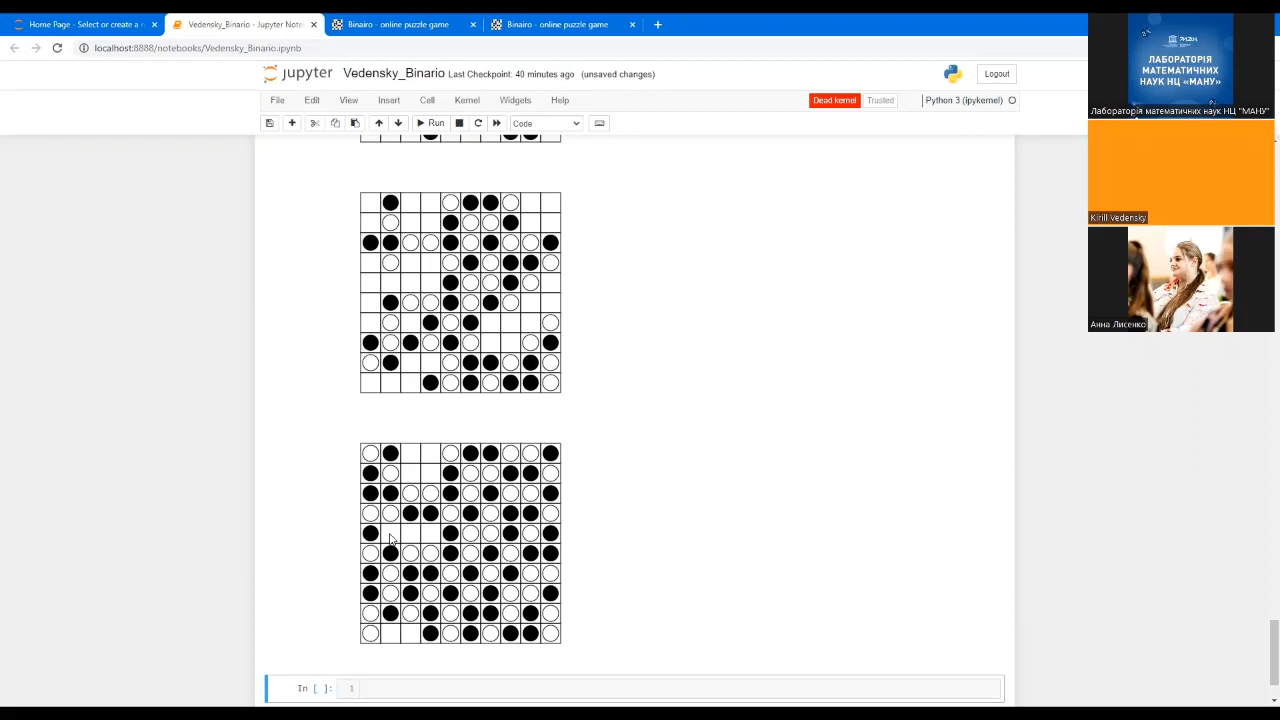 Home Page - Select or create a n
Vedensky_Binario - Jupyter Note
Binairo - online puzzle game
Binairo - online puzzle game
localhost:8888/notebooks/Vedensky_Binario.ipynb
jupyter Vedensky_Binario Last Checkpoint: 40 minutes ago (unsaved changes)
Logout
File Edit View Insert Cell Kernel Widgets Help
Dead kernel
Trusted
Python 3 (ipykernel)
Run
Code
In [ ]: 1
ЛАБОРАТОРІЯ
МАТЕМАТИЧНИХ
НАУК НЦ «МАНУ»
Лабораторія математичних наук НЦ "МАНУ"
Kirill Vedensky
Анна Лисенко